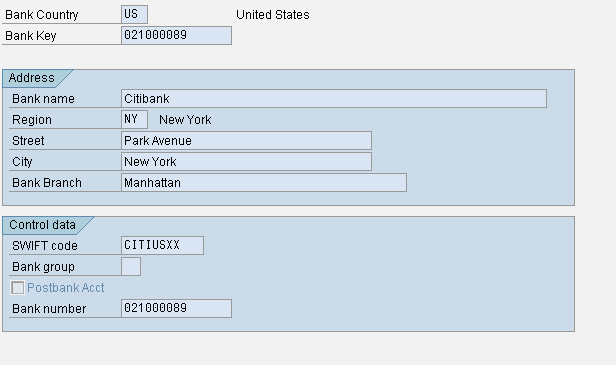 Bank Country US United States
Bank Key 021000089
Address
Bank name Citibank
Region NY New York
Street Park Avenue
City New York
Bank Branch Manhattan
Control data
SWIFT code CITIUSXX
Bank group
Postbank Acct
Bank number 021000089